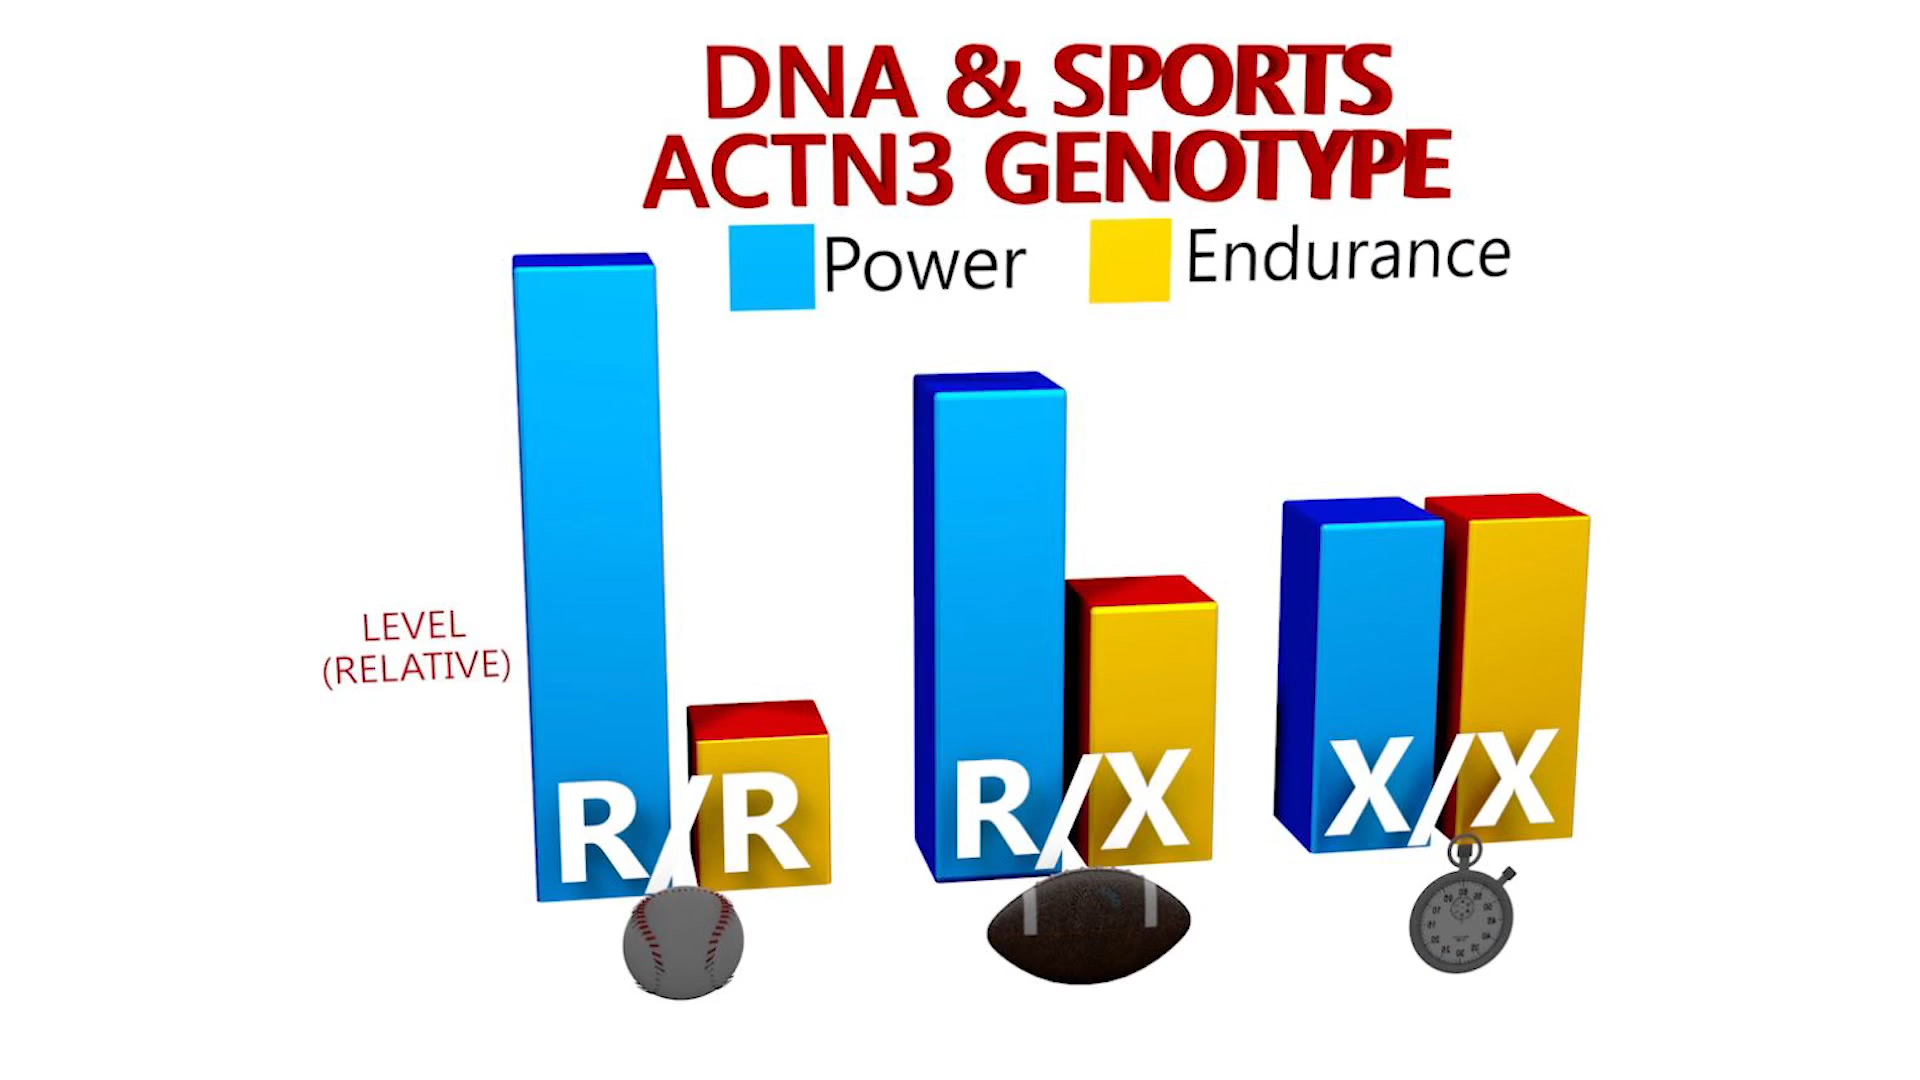 DNA & SPORTS
ACTN3 GENOTYPE
Power
Endurance
LEVEL
(RELATIVE)
R/R
R/X
X/X